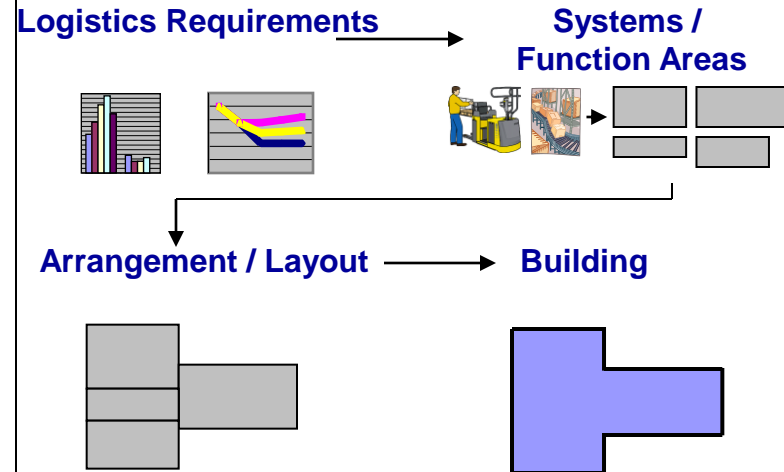 Logistics Requirements
Systems /
Function Areas
Arrangement / Layout
Building